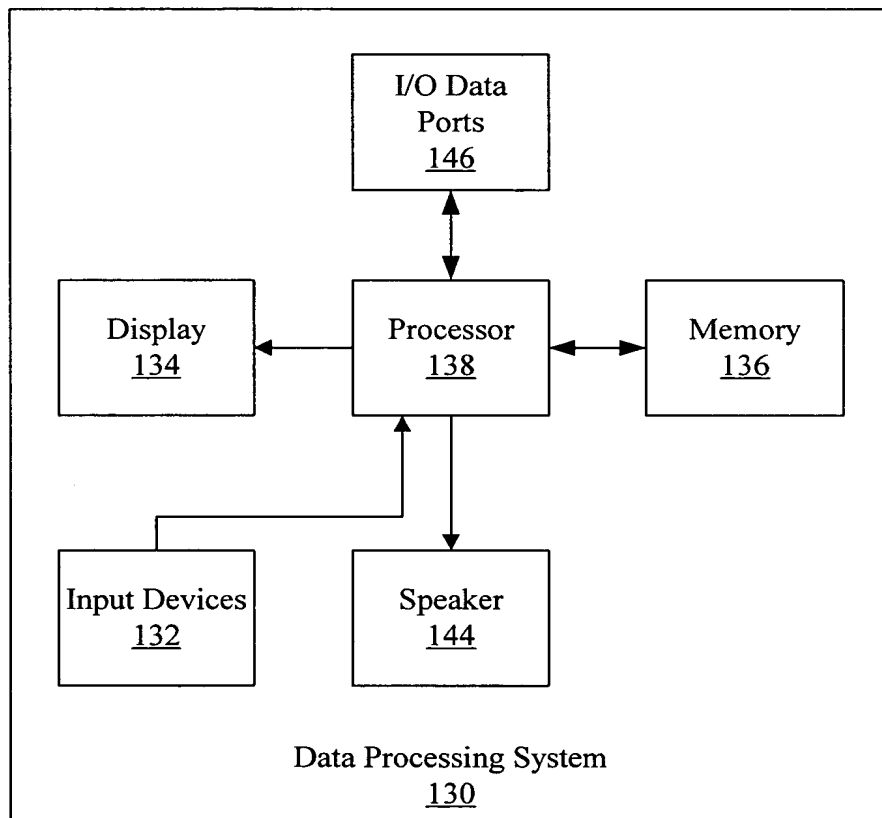 I/O Data
Ports
146
Display
134
Processor
138
Memory
136
Input Devices
132
Speaker
144
Data Processing System
130